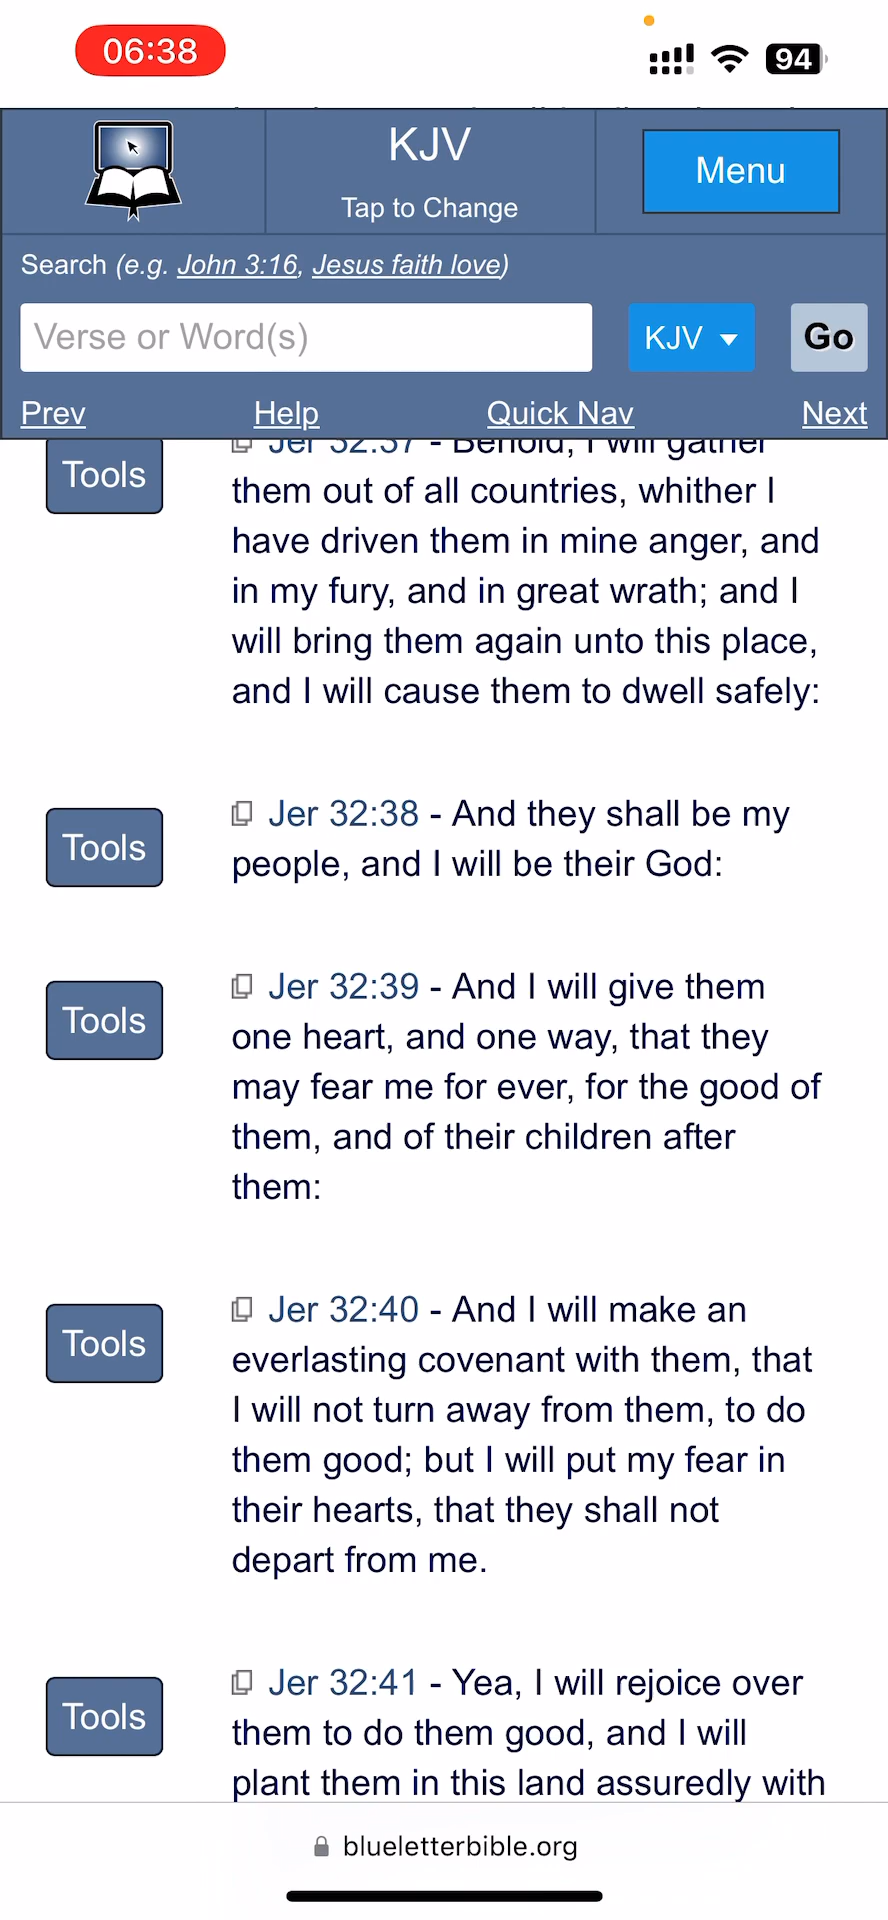 06:38
94
KJV
Tap to Change
Menu
Search (e.g. John 3:16, Jesus faith love)
Verse or Word(s)
KJV
Go
Prev
Help
Quick Nav
Next
Tools
Jer 32:37 - Behold, I will gather
them out of all countries, whither I
have driven them in mine anger, and
in my fury, and in great wrath; and I
will bring them again unto this place,
and I will cause them to dwell safely:
Tools
Jer 32:38 - And they shall be my
people, and I will be their God:
Tools
Jer 32:39 - And I will give them
one heart, and one way, that they
may fear me for ever, for the good of
them, and of their children after
them:
Tools
Jer 32:40 - And I will make an
everlasting covenant with them, that
I will not turn away from them, to do
them good; but I will put my fear in
their hearts, that they shall not
depart from me.
Tools
Jer 32:41 - Yea, I will rejoice over
them to do them good, and I will
plant them in this land assuredly with
blueletterbible.org